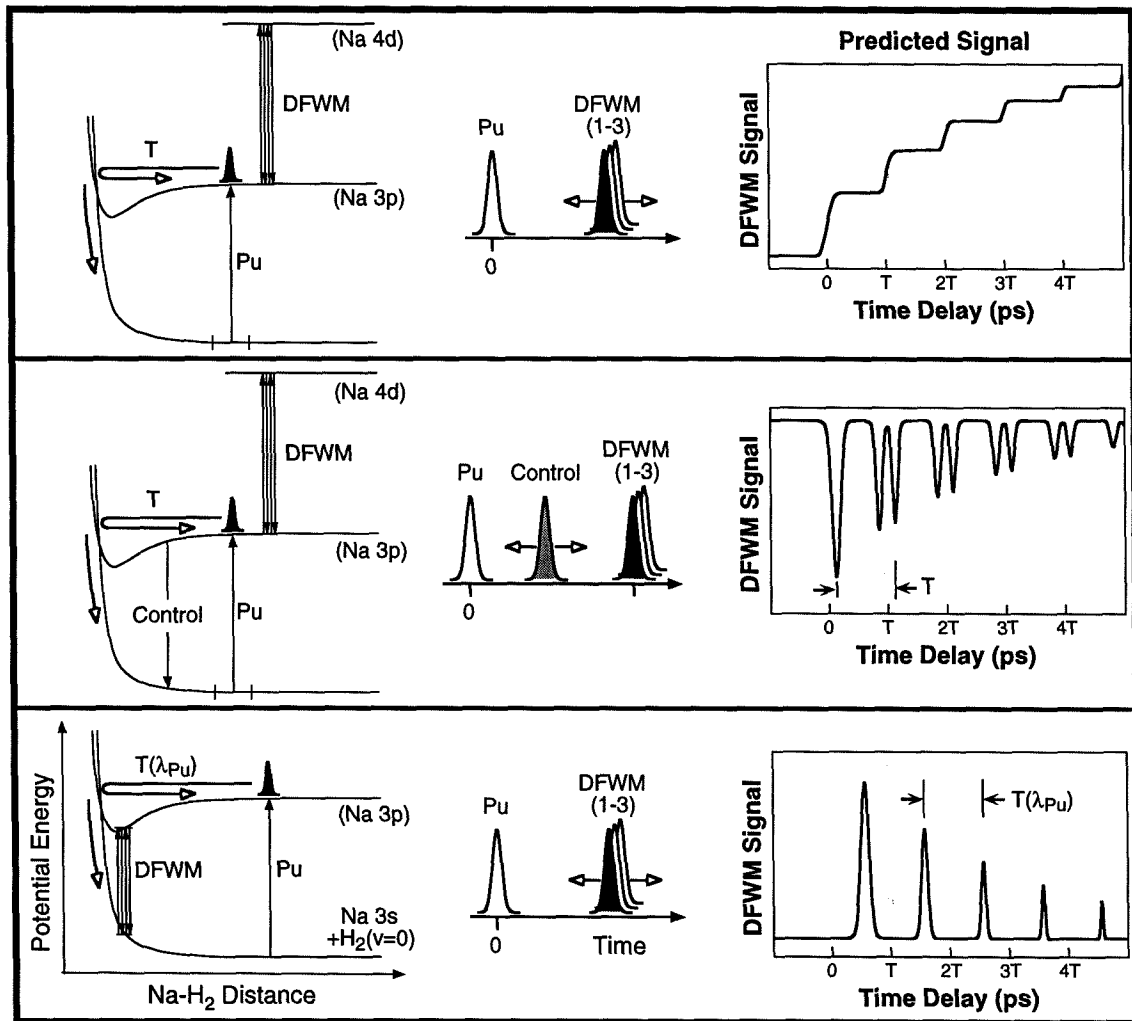 (Na 4d)
DFWM
T
(Na 3p)
Pu
Pu
DFWM
(1-3)
0
Predicted Signal
DFWM Signal
0 T 2T 3T 4T
Time Delay (ps)
(Na 4d)
DFWM
T
(Na 3p)
Control
Pu
Pu
Control
DFWM
(1-3)
0
DFWM Signal
T
0 T 2T 3T 4T
Time Delay (ps)
Potential Energy
T(λPu)
(Na 3p)
DFWM
Pu
Na 3s
+H₂(v=0)
Na-H₂ Distance
Pu
DFWM
(1-3)
0
Time
DFWM Signal
T(λPu)
0 T 2T 3T 4T
Time Delay (ps)